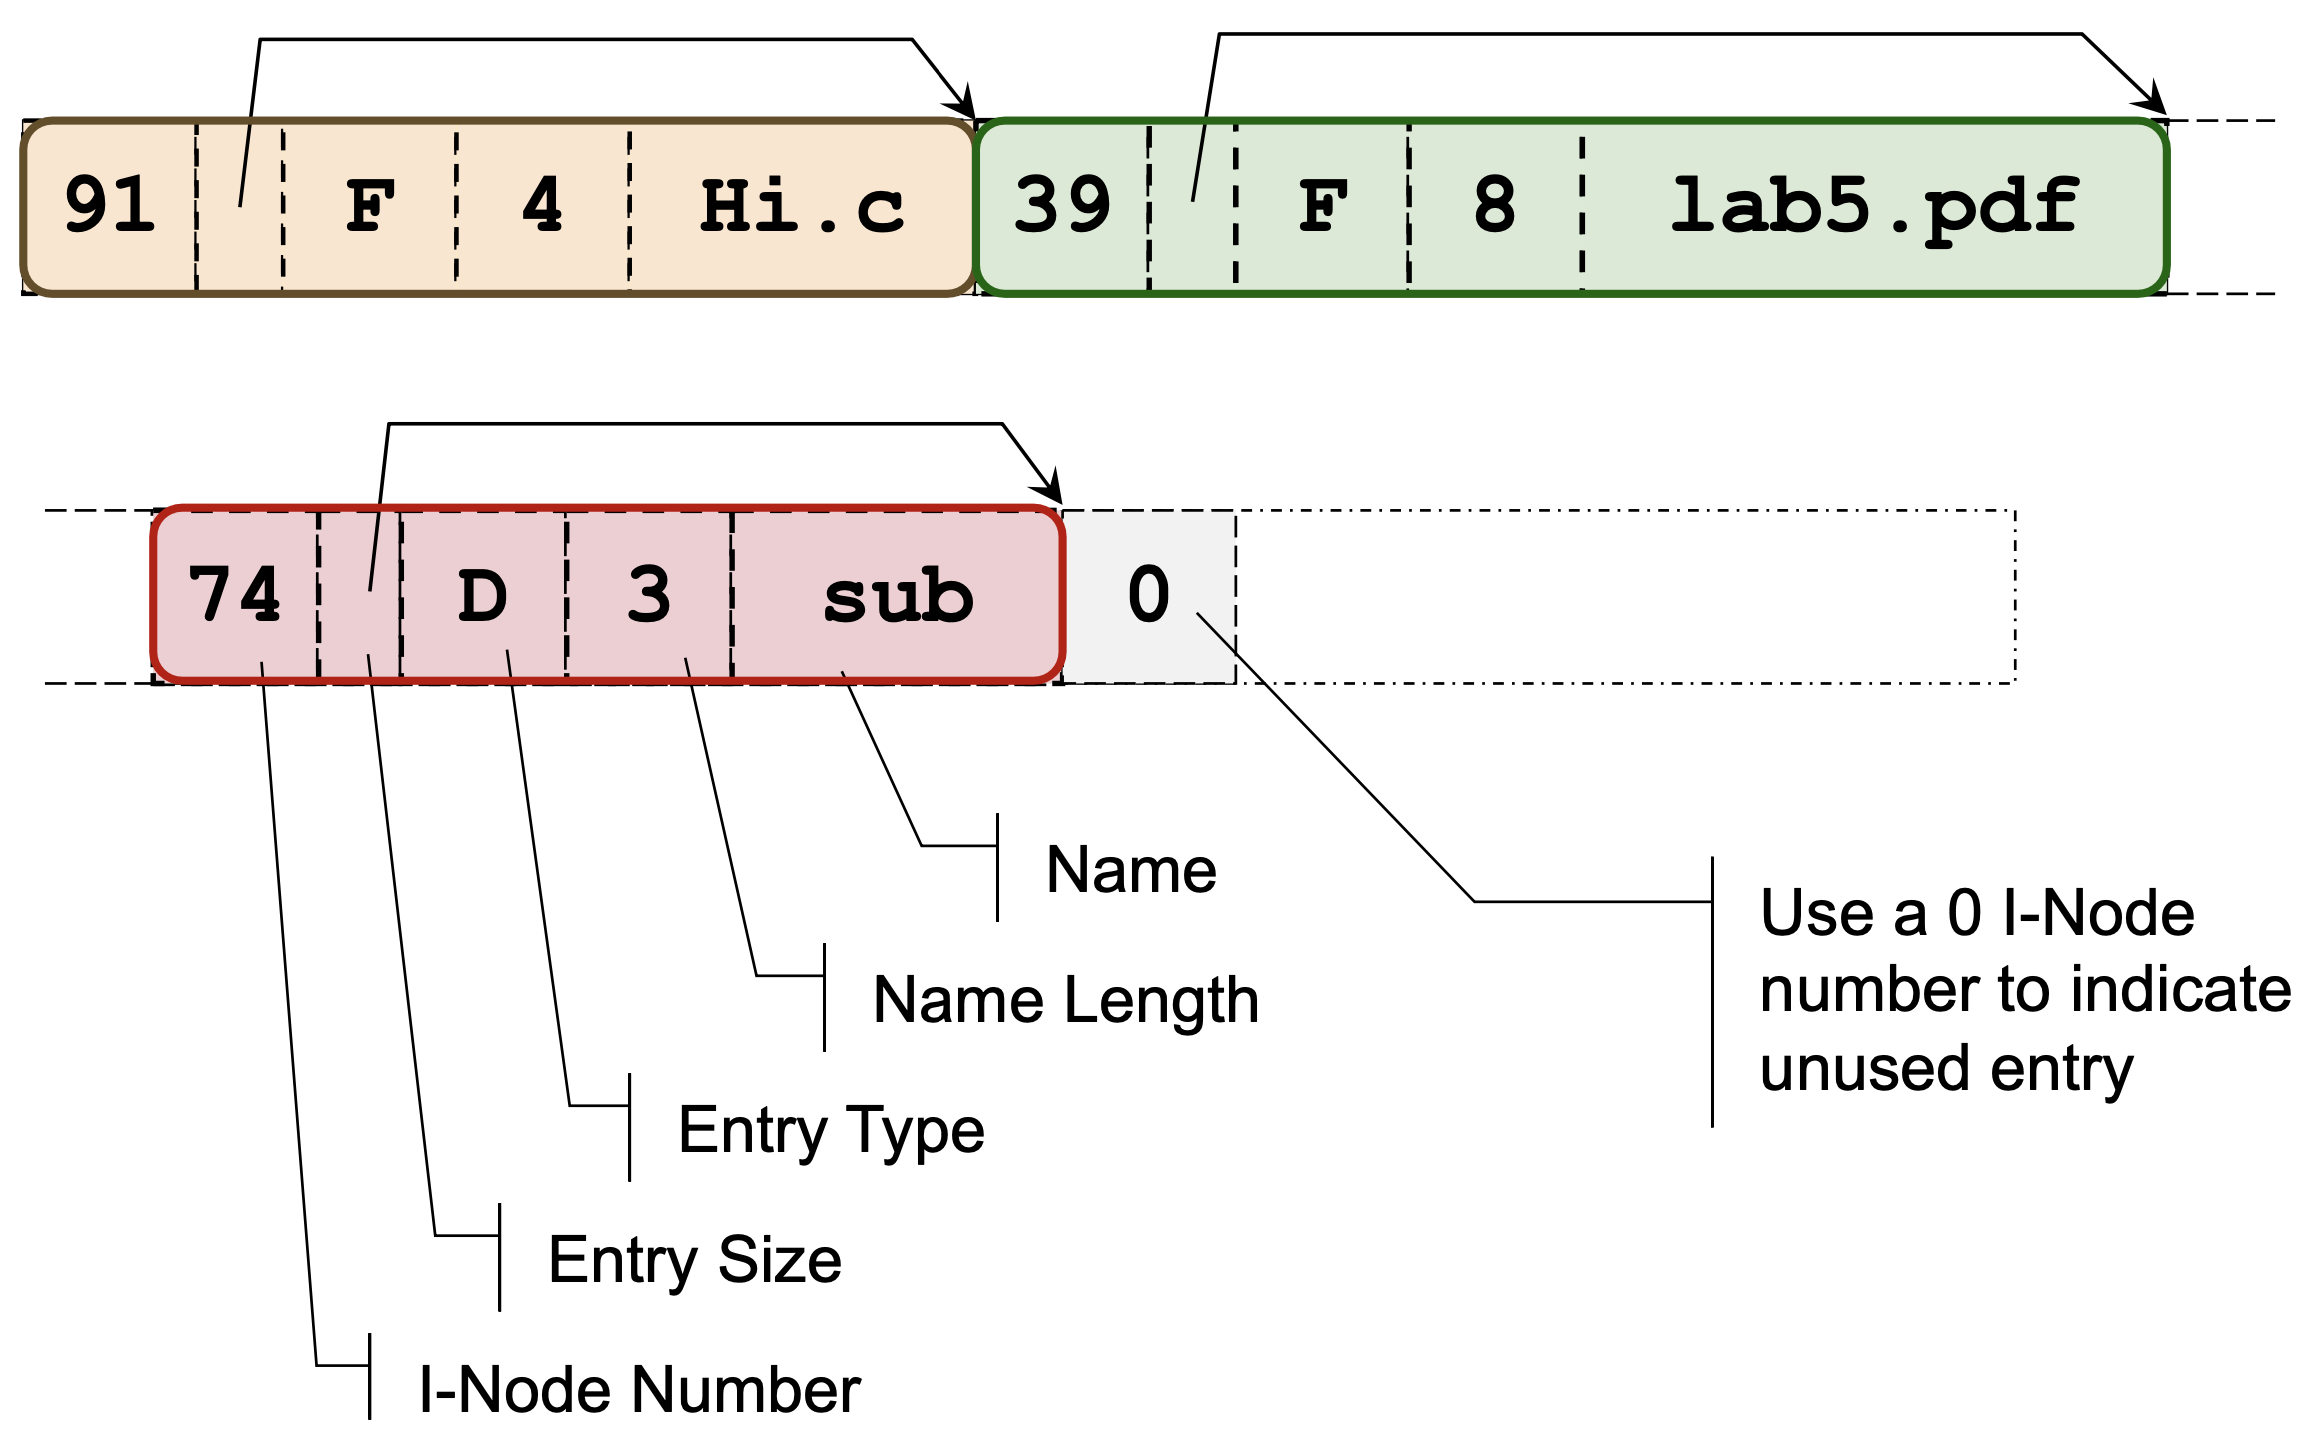 91 F 4 Hi.c 39 F 8 lab5.pdf
74 D 3 sub 0
Name
Name Length
Entry Type
Entry Size
I-Node Number
Use a 0 I-Node
number to indicate
unused entry